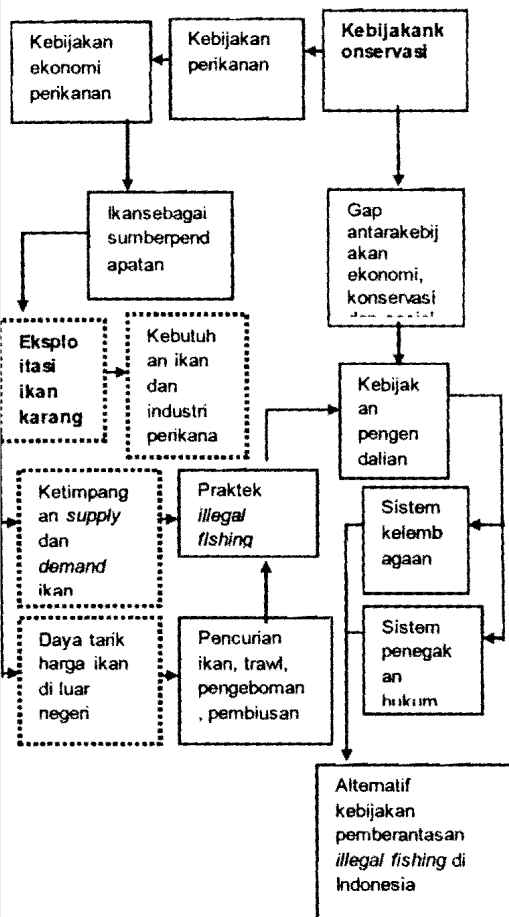 Kebijakan
ekonomi
perikanan
Kebijakan
perikanan
Kebijakank
onservasi
Ikansebagai
sumberpend
apatan
Gap
antarakebij
akan
ekonomi,
konservasi
Eksplo
itasi
ikan
karang
Kebutuh
an ikan
dan
industri
perikana
Kebijak
an
pengen
dalian
Ketimpang
an supply
dan
demand
ikan
Praktek
illegal
fishing
Sistem
kelemb
agaan
Daya tarik
harga ikan
di luar
negeri
Pencurian
ikan, trawl,
pengeboman
, pembiusan
Sistem
penegak
an
hukum
Alternatif
kebijakan
pemberantasan
illegal fishing di
Indonesia